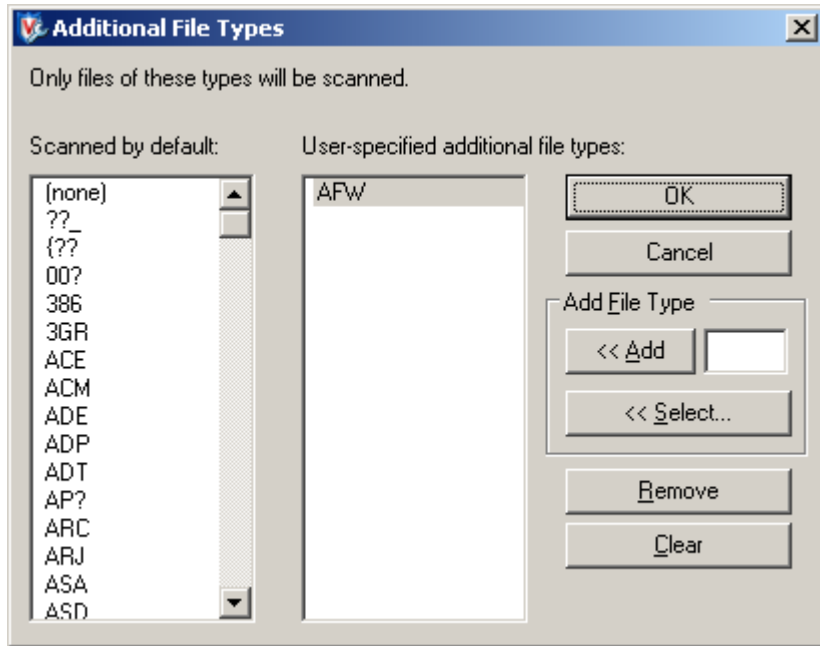 Additional File Types
Only files of these types will be scanned.
Scanned by default:
(none)
??_
{??
00?
386
3GR
ACE
ACM
ADE
ADP
ADT
AP?
ARC
ARJ
ASA
ASD
User-specified additional file types:
AFW
OK
Cancel
Add File Type
<< Add
<< Select...
Remove
Clear